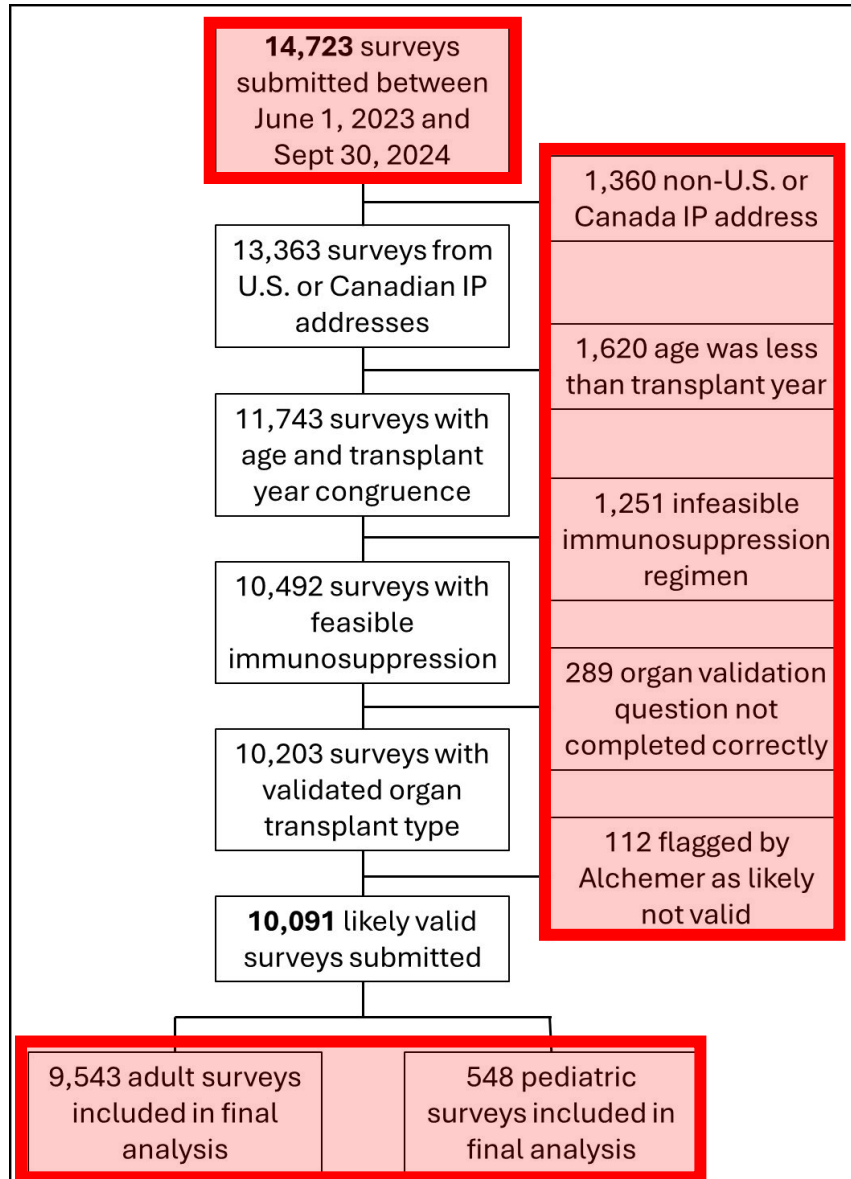 14,723 surveys
submitted between
June 1, 2023 and
Sept 30, 2024
1,360 non-U.S. or
Canada IP address
13,363 surveys from
U.S. or Canadian IP
addresses
1,620 age was less
than transplant year
11,743 surveys with
age and transplant
year congruence
1,251 infeasible
immunosuppression
regimen
10,492 surveys with
feasible
immunosuppression
289 organ validation
question not
completed correctly
10,203 surveys with
validated organ
transplant type
112 flagged by
Alchemer as likely
not valid
10,091 likely valid
surveys submitted
9,543 adult surveys
included in final
analysis
548 pediatric
surveys included in
final analysis